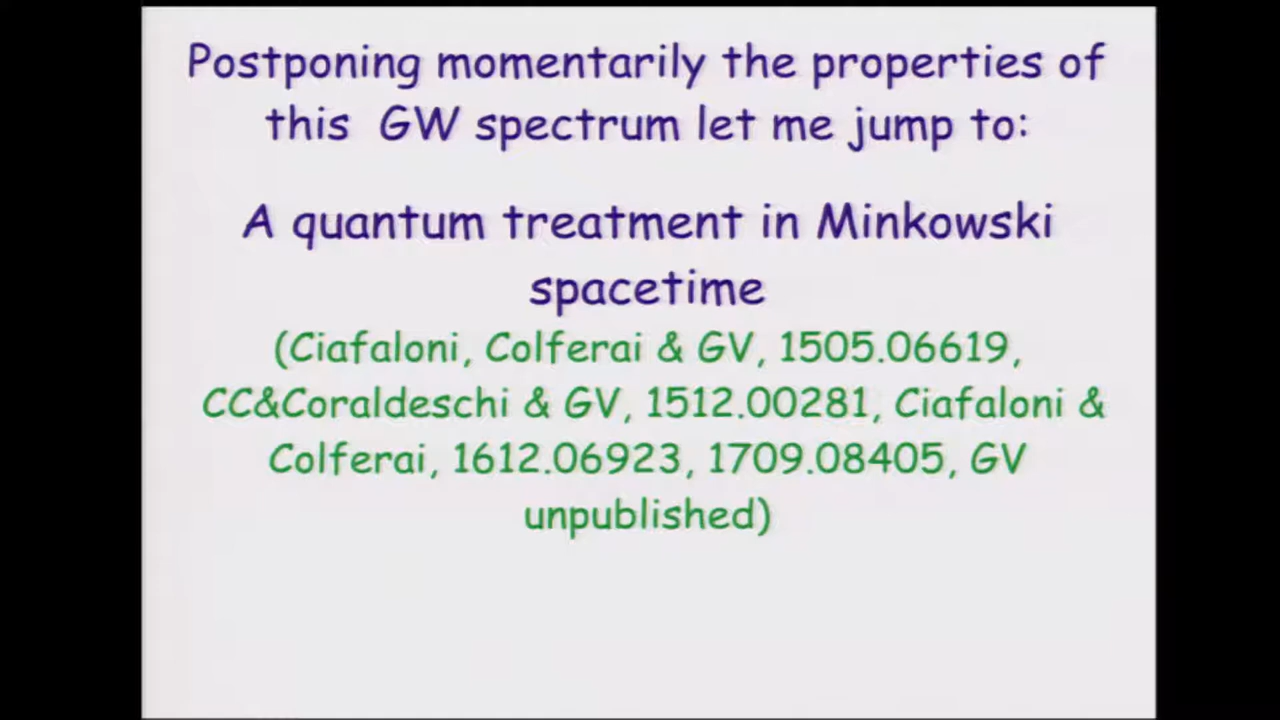 Postponing momentarily the properties of
this GW spectrum let me jump to:
A quantum treatment in Minkowski
spacetime
(Ciafaloni, Colferai & GV, 1505.06619,
CC&Coraldeschi & GV, 1512.00281, Ciafaloni &
Colferai, 1612.06923, 1709.08405, GV
unpublished)